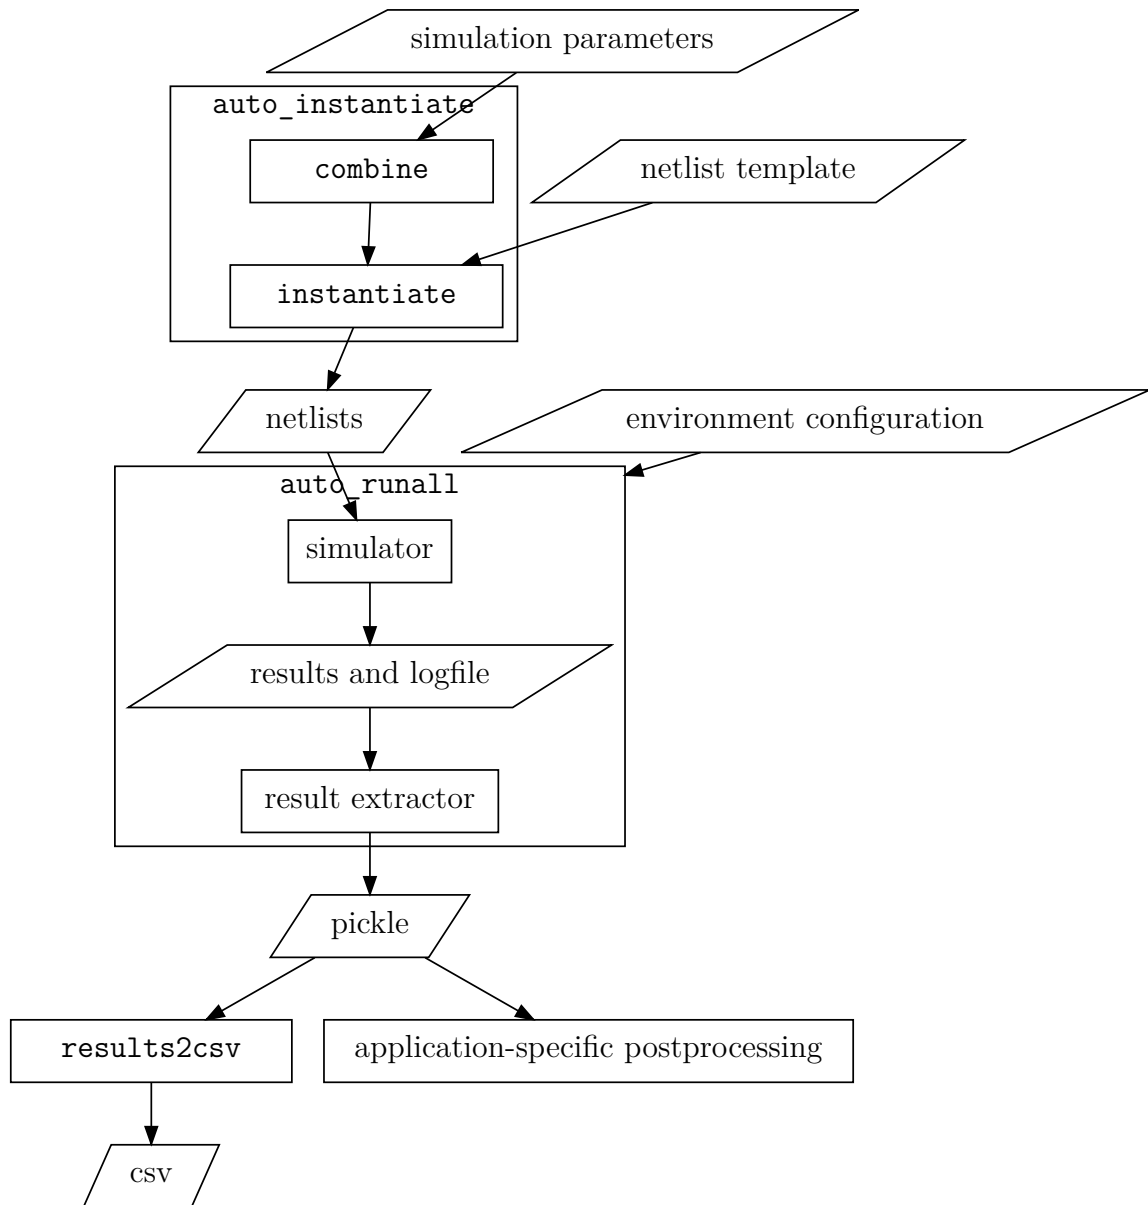 simulation parameters
auto_instantiate
combine
netlist template
instantiate
netlists
environment configuration
auto_runall
simulator
results and logfile
result extractor
pickle
results2csv
application-specific postprocessing
csv